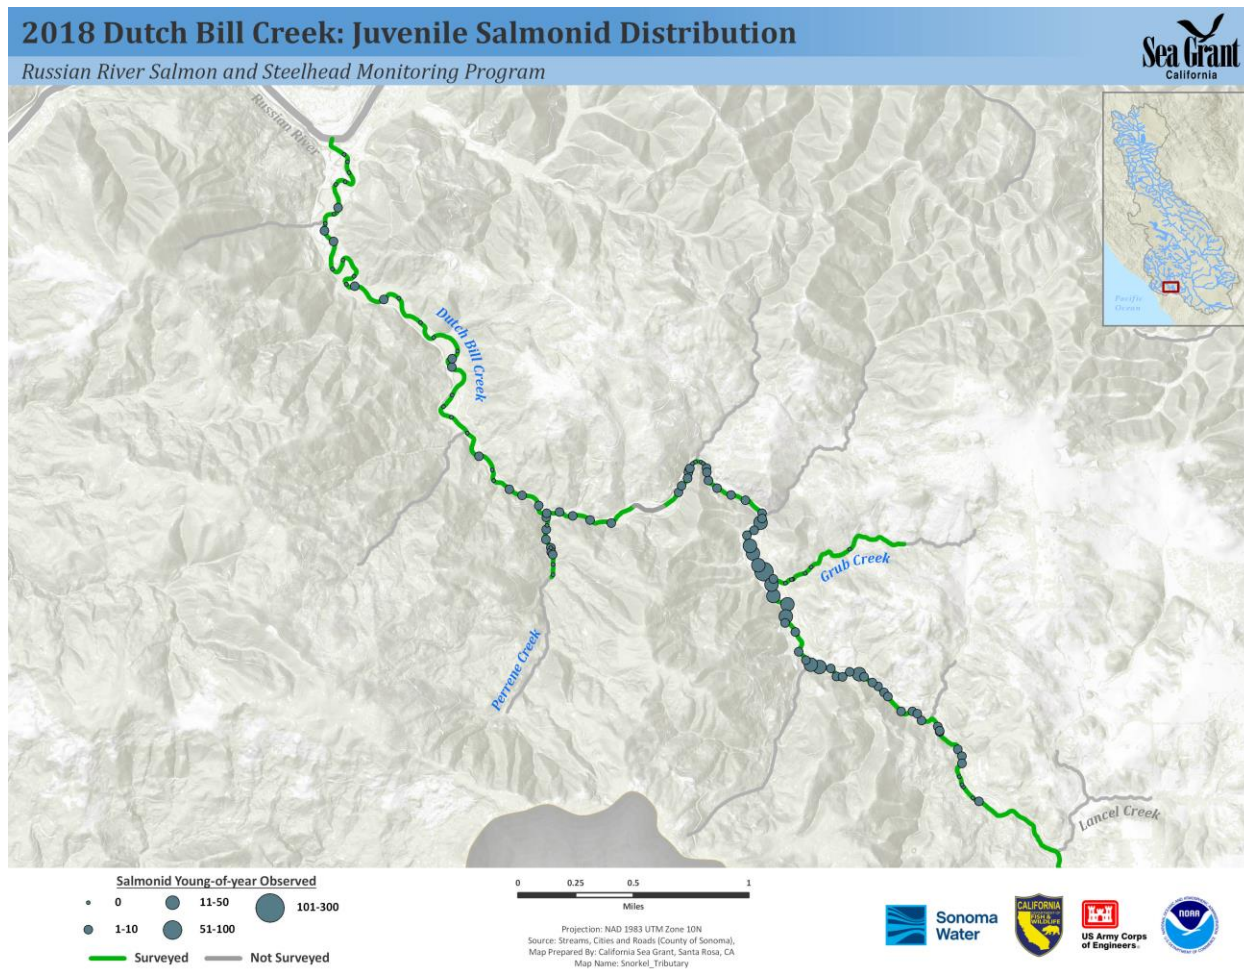 2018 Dutch Bill Creek: Juvenile Salmonid Distribution
Russian River Salmon and Steelhead Monitoring Program
Sea Grant
California
Russian River
Pacific
Ocean
Dutch Bill Creek
Grub Creek
Perrene Creek
Lancel Creek
Salmonid Young-of-year Observed
0
11-50
101-300
1-10
51-100
Surveyed
Not Surveyed
0 0.25 0.5 1
Miles
Projection: NAD 1983 UTM Zone 10N
Source: Streams, Cities and Roads (County of Sonoma),
Map Prepared By: California Sea Grant, Santa Rosa, CA
Map Name: Snorkel_Tributary
Sonoma
Water
CALIFORNIA
FISH &
WILDLIFE
US Army Corps
of Engineers®
NOAA